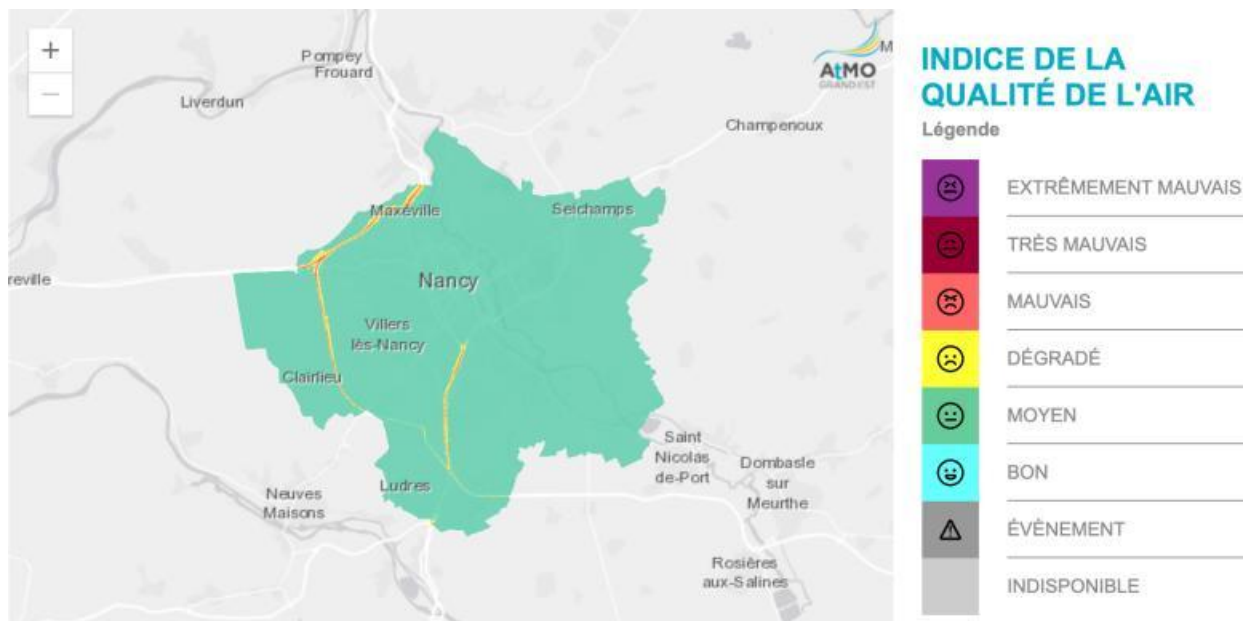 +
−
Pompey
Frouard
Liverdun
AtMO
GRAND EST
M
Champenoux
Maxéville
Seichamps
reville
Nancy
Villers
lès-Nancy
Clairlieu
Saint
Nicolas
de-Port
Dombasle
sur
Meurthe
Ludres
Neuves
Maisons
Rosières
aux-Salines
INDICE DE LA
QUALITÉ DE L'AIR
Légende
EXTRÊMEMENT MAUVAIS
TRÈS MAUVAIS
MAUVAIS
DÉGRADÉ
MOYEN
BON
ÉVÈNEMENT
INDISPONIBLE